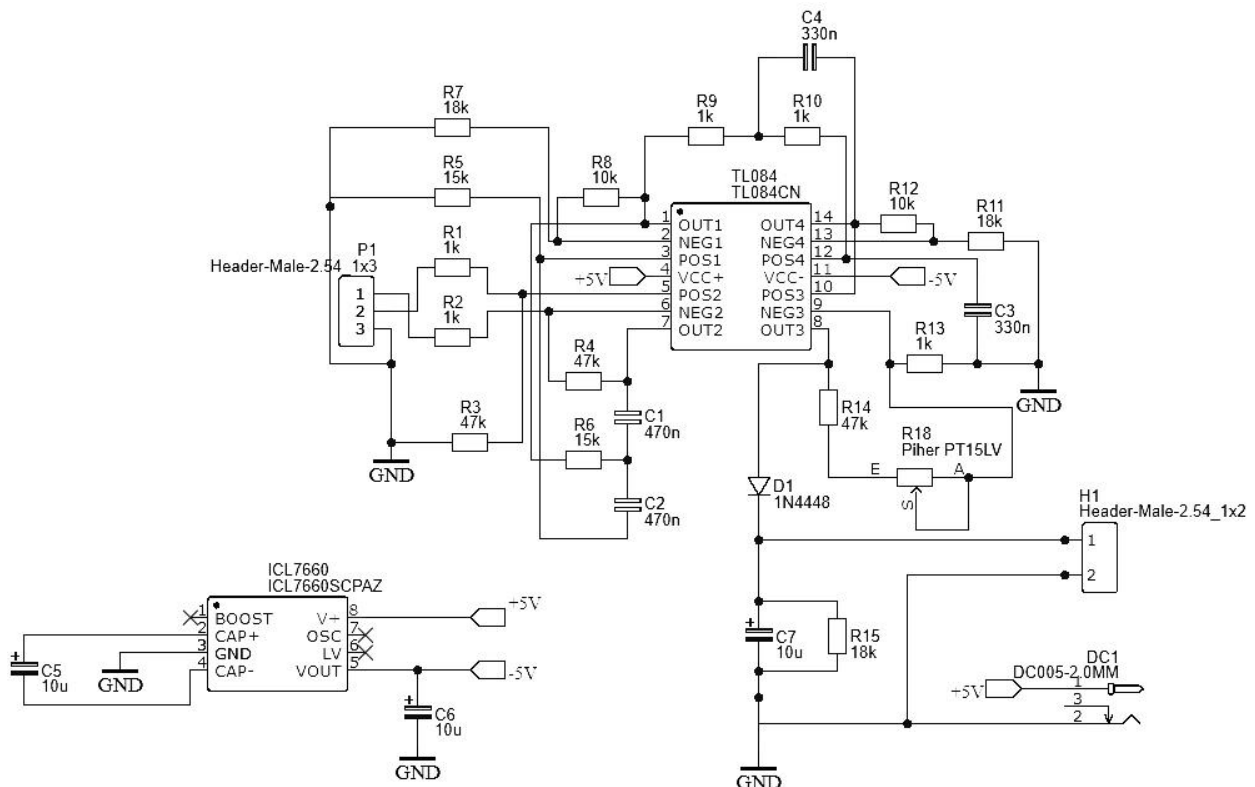 C4
330n
R7
18k
R9
1k
R10
1k
R5
15k
R8
10k
TL084
TL084CN
R12
10k
R11
18k
P1
Header-Male-2.54_1x3
R1
1k
R2
1k
1
2
3
1 OUT1
2 NEG1
3 POS1
4 VCC+
5 POS2
6 NEG2
7 OUT2
OUT4 14
NEG4 13
POS4 12
VCC- 11
POS3 10
NEG3 9
OUT3 8
+5V
-5V
C3
330n
R13
1k
GND
R4
47k
R3
47k
GND
C1
470n
R6
15k
C2
470n
R14
47k
R18
Piher PT15LV
E
A
S
D1
1N4448
H1
Header-Male-2.54_1x2
1
2
ICL7660
ICL7660SCPAZ
1 BOOST
2 CAP+
3 GND
4 CAP-
V+ 8
OSC 7
LV 6
VOUT 5
+5V
-5V
C5
10u
GND
C6
10u
GND
C7
10u
R15
18k
GND
DC1
DC005-2.0MM
+5V
1
3
2